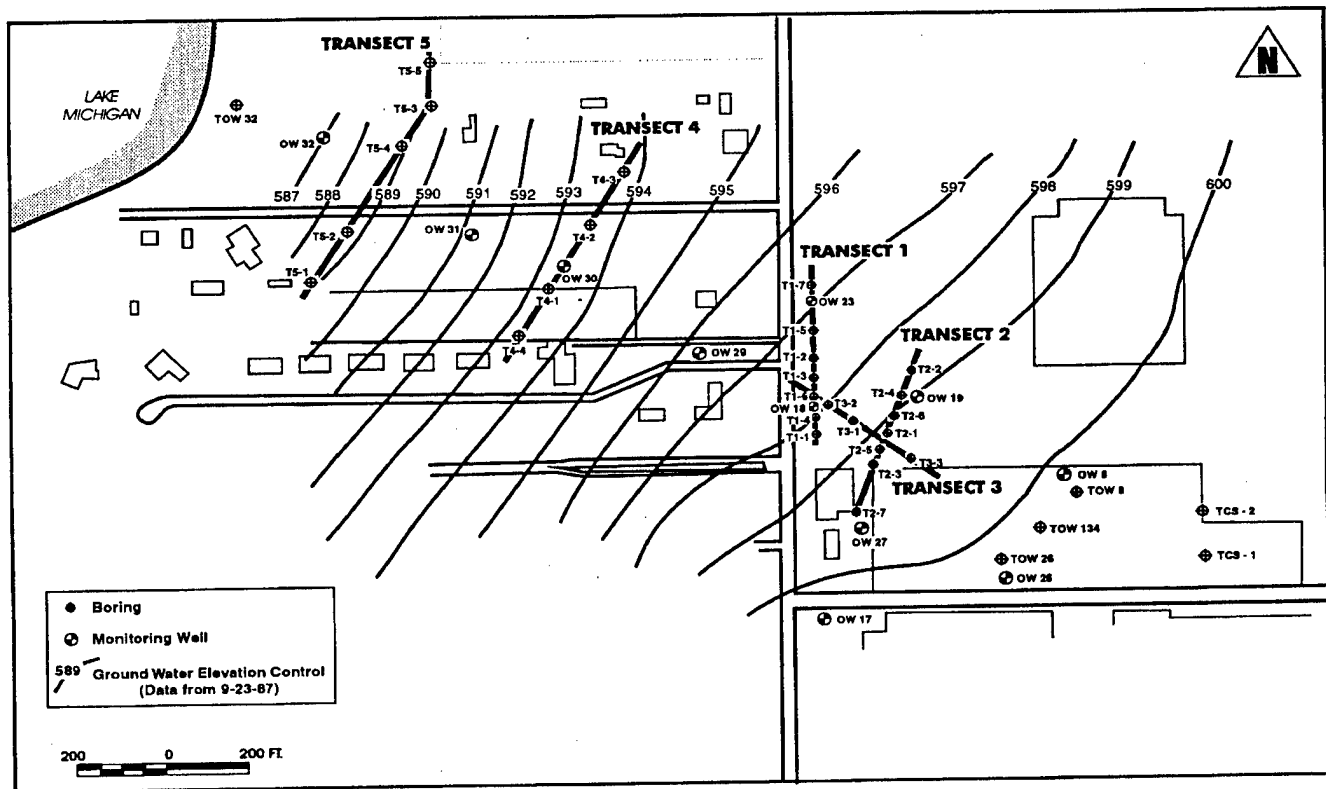 TRANSECT 5
N
T5-5
LAKE
MICHIGAN
TOW 32
T5-3
TRANSECT 4
OW 32
T5-4
T4-3
587 588 589 590 591 592 593 594 595 596 597 598 599 600
T5-2
OW 31
T4-2
TRANSECT 1
OW 30
T5-1
T4-1
T1-7
OW 23
T4-4
T1-5
TRANSECT 2
OW 29
T1-2
T2-2
T1-3
T2-4
OW 19
T1-6
OW 18
T3-2
T2-6
T1-4
T3-1
T2-1
T1-1
T2-5
T3-3
T2-3
TRANSECT 3
OW 8
TOW 8
T2-7
TCS - 2
OW 27
TOW 134
TCS - 1
TOW 26
OW 28
OW 17
Boring
Monitoring Well
589 Ground Water Elevation Control
(Data from 9-23-87)
200 0 200 FT.